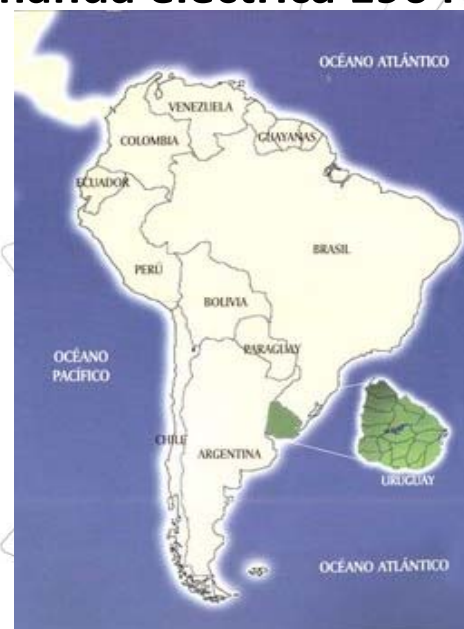 OCÉANO ATLÁNTICO
VENEZUELA
COLOMBIA
GUAYANAS
ECUADOR
BRASIL
PERÚ
BOLIVIA
PARAGUAY
OCÉANO
PACÍFICO
CHILE
ARGENTINA
URUGUAY
OCÉANO ATLÁNTICO